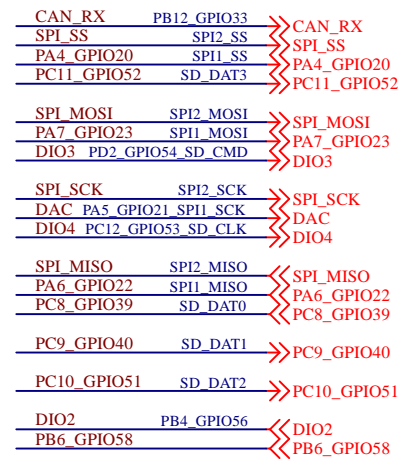 CAN_RX PB12_GPIO33 CAN_RX
SPI_SS SPI2_SS SPI_SS
PA4_GPIO20 SPI1_SS PA4_GPIO20
PC11_GPIO52 SD_DAT3 PC11_GPIO52
SPI_MOSI SPI2_MOSI SPI_MOSI
PA7_GPIO23 SPI1_MOSI PA7_GPIO23
DIO3 PD2_GPIO54_SD_CMD DIO3
SPI_SCK SPI2_SCK SPI_SCK
DAC PA5_GPIO21_SPI1_SCK DAC
DIO4 PC12_GPIO53_SD_CLK DIO4
SPI_MISO SPI2_MISO SPI_MISO
PA6_GPIO22 SPI1_MISO PA6_GPIO22
PC8_GPIO39 SD_DAT0 PC8_GPIO39
PC9_GPIO40 SD_DAT1 PC9_GPIO40
PC10_GPIO51 SD_DAT2 PC10_GPIO51
DIO2 PB4_GPIO56 DIO2
PB6_GPIO58 PB6_GPIO58